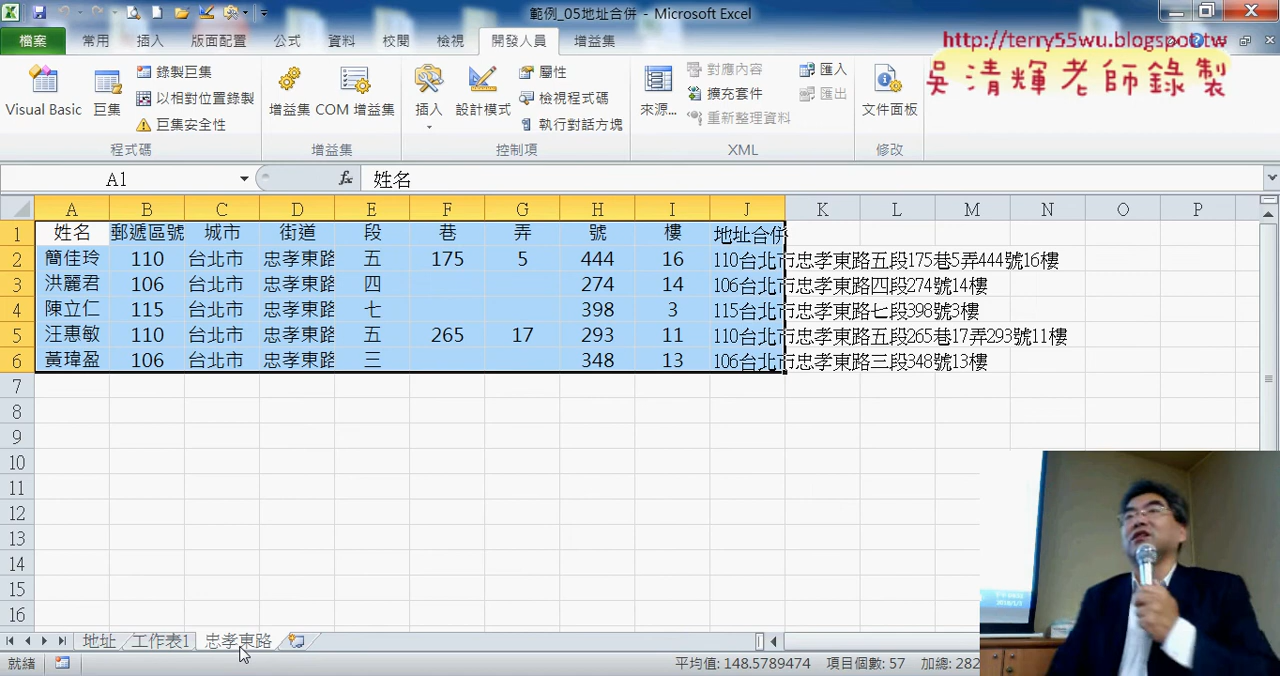 範例_05地址合併 - Microsoft Excel
檔案 常用 插入 版面配置 公式 資料 校閱 檢視 開發人員 增益集
http://terry55wu.blogspot.tw
吳清輝老師錄製
Visual Basic 巨集 錄製巨集 以相對位置錄製 巨集安全性
程式碼
增益集 COM 增益集
增益集
插入 設計模式 屬性 檢視程式碼 執行對話方塊
控制項
來源... 對應內容 擴充套件 重新整理資料 匯入 匯出
XML
文件面板
修改
A1 fx 姓名
A B C D E F G H I J K L M N O P
1 姓名 郵遞區號 城市 街道 段 巷 弄 號 樓 地址合併
2 簡佳玲 110 台北市 忠孝東路 五 175 5 444 16 110台北市忠孝東路五段175巷5弄444號16樓
3 洪麗君 106 台北市 忠孝東路 四 274 14 106台北市忠孝東路四段274號14樓
4 陳立仁 115 台北市 忠孝東路 七 398 3 115台北市忠孝東路七段398號3樓
5 汪惠敏 110 台北市 忠孝東路 五 265 17 293 11 110台北市忠孝東路五段265巷17弄293號11樓
6 黃瑋盈 106 台北市 忠孝東路 三 348 13 106台北市忠孝東路三段348號13樓
7
8
9
10
11
12
13
14
15
16
地址 工作表1 忠孝東路
就緒 平均值: 148.5789474 項目個數: 57 加總: 282